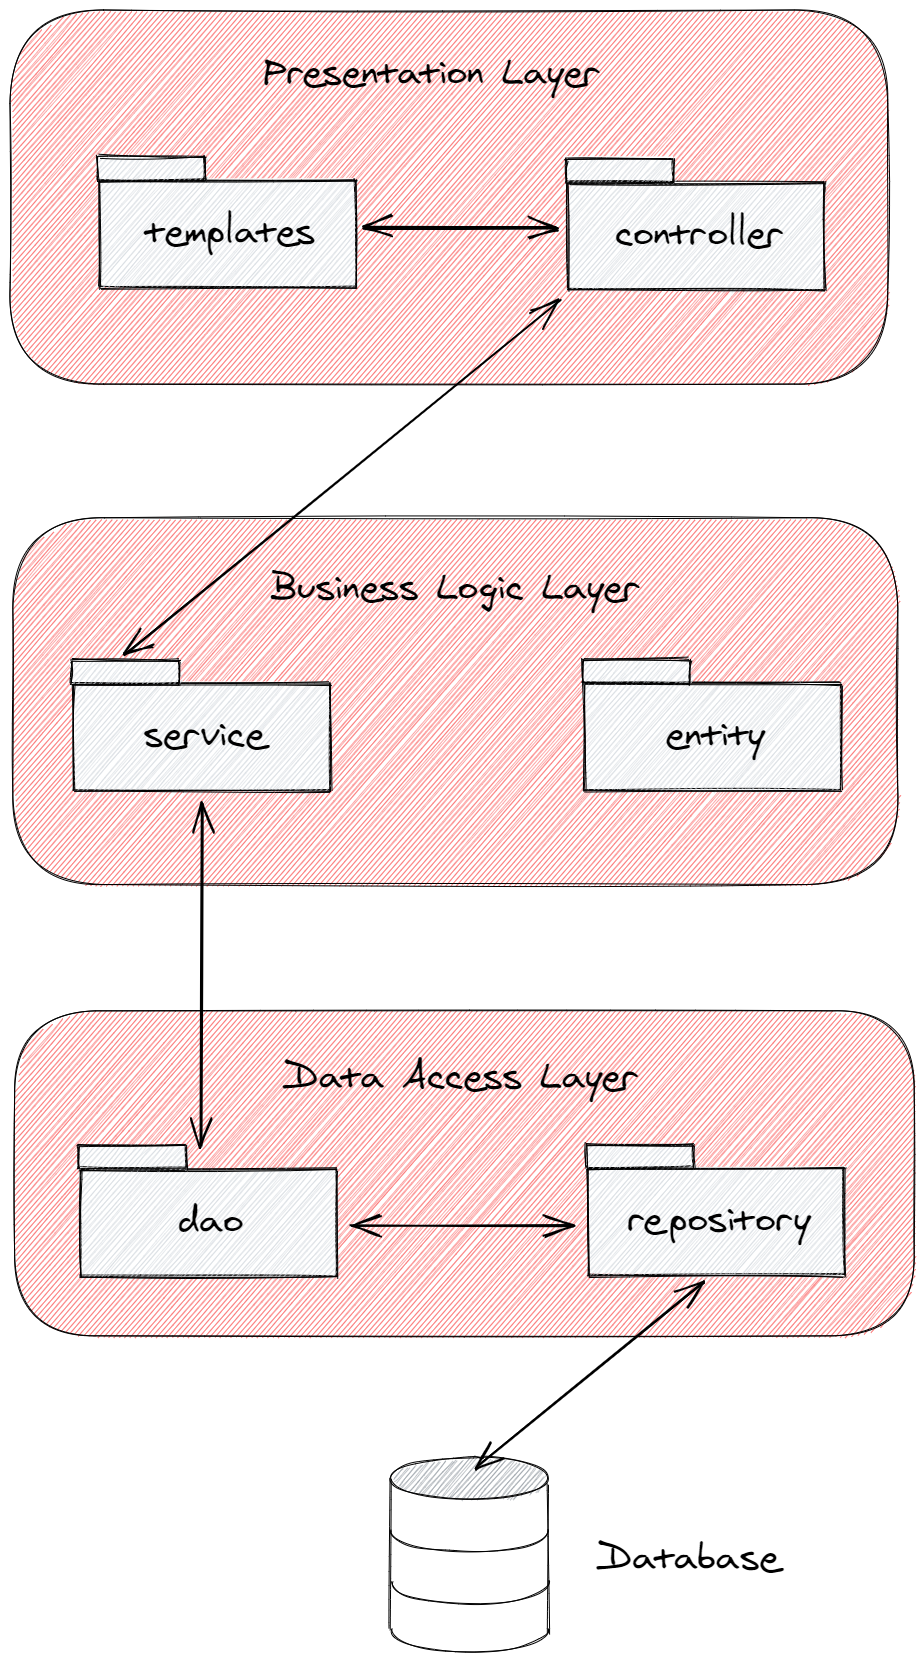 Presentation Layer
templates
controller
Business Logic Layer
service
entity
Data Access Layer
dao
repository
Database